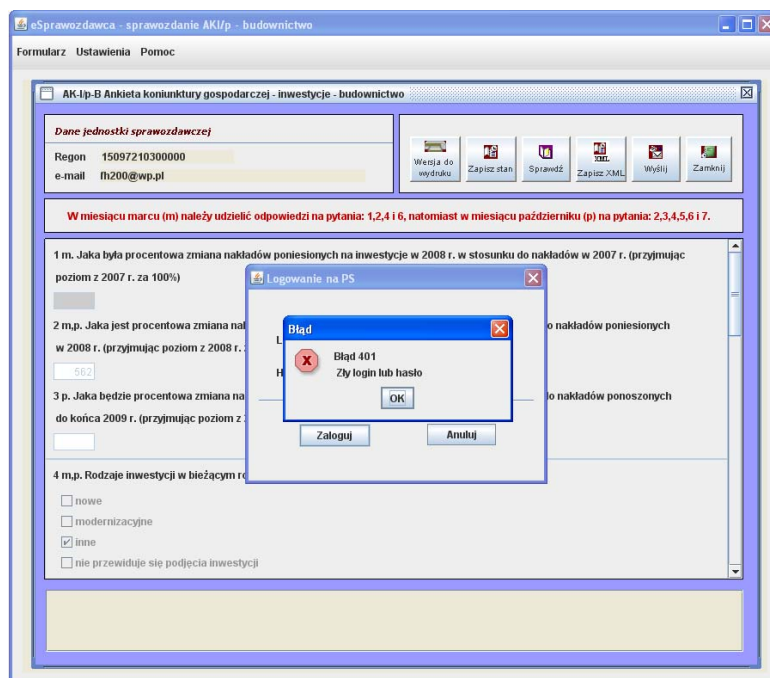 eSprawozdawca - sprawozdanie AKI/p - budownictwo
Formularz Ustawienia Pomoc
AK-I/p-B Ankieta koniunktury gospodarczej - inwestycje - budownictwo
Dane jednostki sprawozdawczej
Regon 15097210300000
e-mail fh200@wp.pl
Wersja do wydruku
Zapisz stan
Sprawdź
XML
Zapisz XML
Wyślij
Zamknij
W miesiącu marcu (m) należy udzielić odpowiedzi na pytania: 1,2,4 i 6, natomiast w miesiącu październiku (p) na pytania: 2,3,4,5,6 i 7.
1 m. Jaka była procentowa zmiana nakładów poniesionych na inwestycje w 2008 r. w stosunku do nakładów w 2007 r. (przyjmując
poziom z 2007 r. za 100%)
Logowanie na PS
2 m,p. Jaka jest procentowa zmiana nak
o nakładów poniesionych
w 2008 r. (przyjmując poziom z 2008 r.
562
Błąd
L
H
Błąd 401
Zły login lub hasło
OK
Zaloguj
Anuluj
3 p. Jaka będzie procentowa zmiana na
do nakładów ponoszonych
do końca 2009 r. (przyjmując poziom z
4 m,p. Rodzaje inwestycji w bieżącym ro
nowe
modernizacyjne
inne
nie przewiduje się podjęcia inwestycji